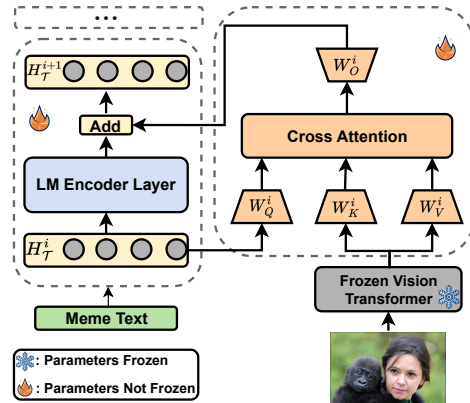 ...
H_T^{i+1}
W_O^i
Add
Cross Attention
LM Encoder Layer
W_Q^i
W_K^i
W_V^i
H_T^i
Frozen Vision
Transformer
Meme Text
: Parameters Frozen
: Parameters Not Frozen